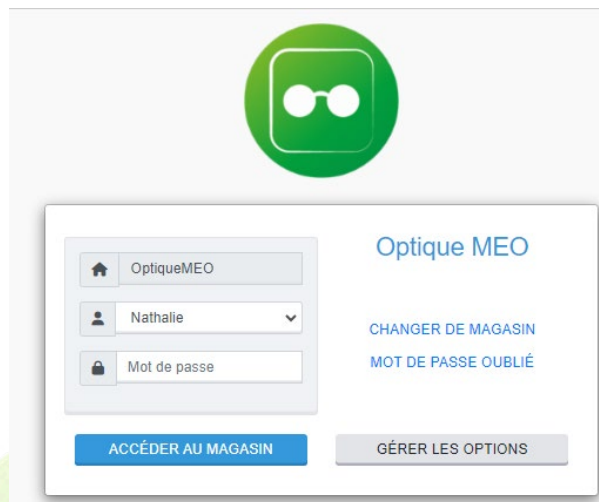 OptiqueMEO
Nathalie
Mot de passe
ACCÉDER AU MAGASIN
Optique MEO
CHANGER DE MAGASIN
MOT DE PASSE OUBLIÉ
GÉRER LES OPTIONS